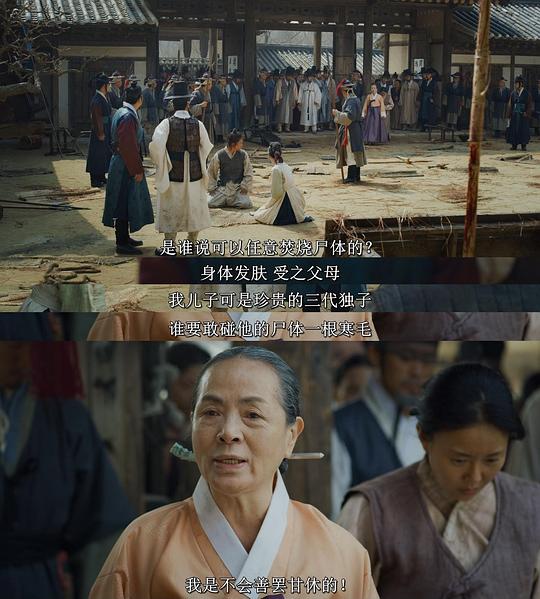 是谁说可以任意焚烧尸体的?
身体发肤 受之父母
我儿子可是珍贵的三代独子
谁要敢碰他的尸体一根寒毛
我是不会善罢甘休的!